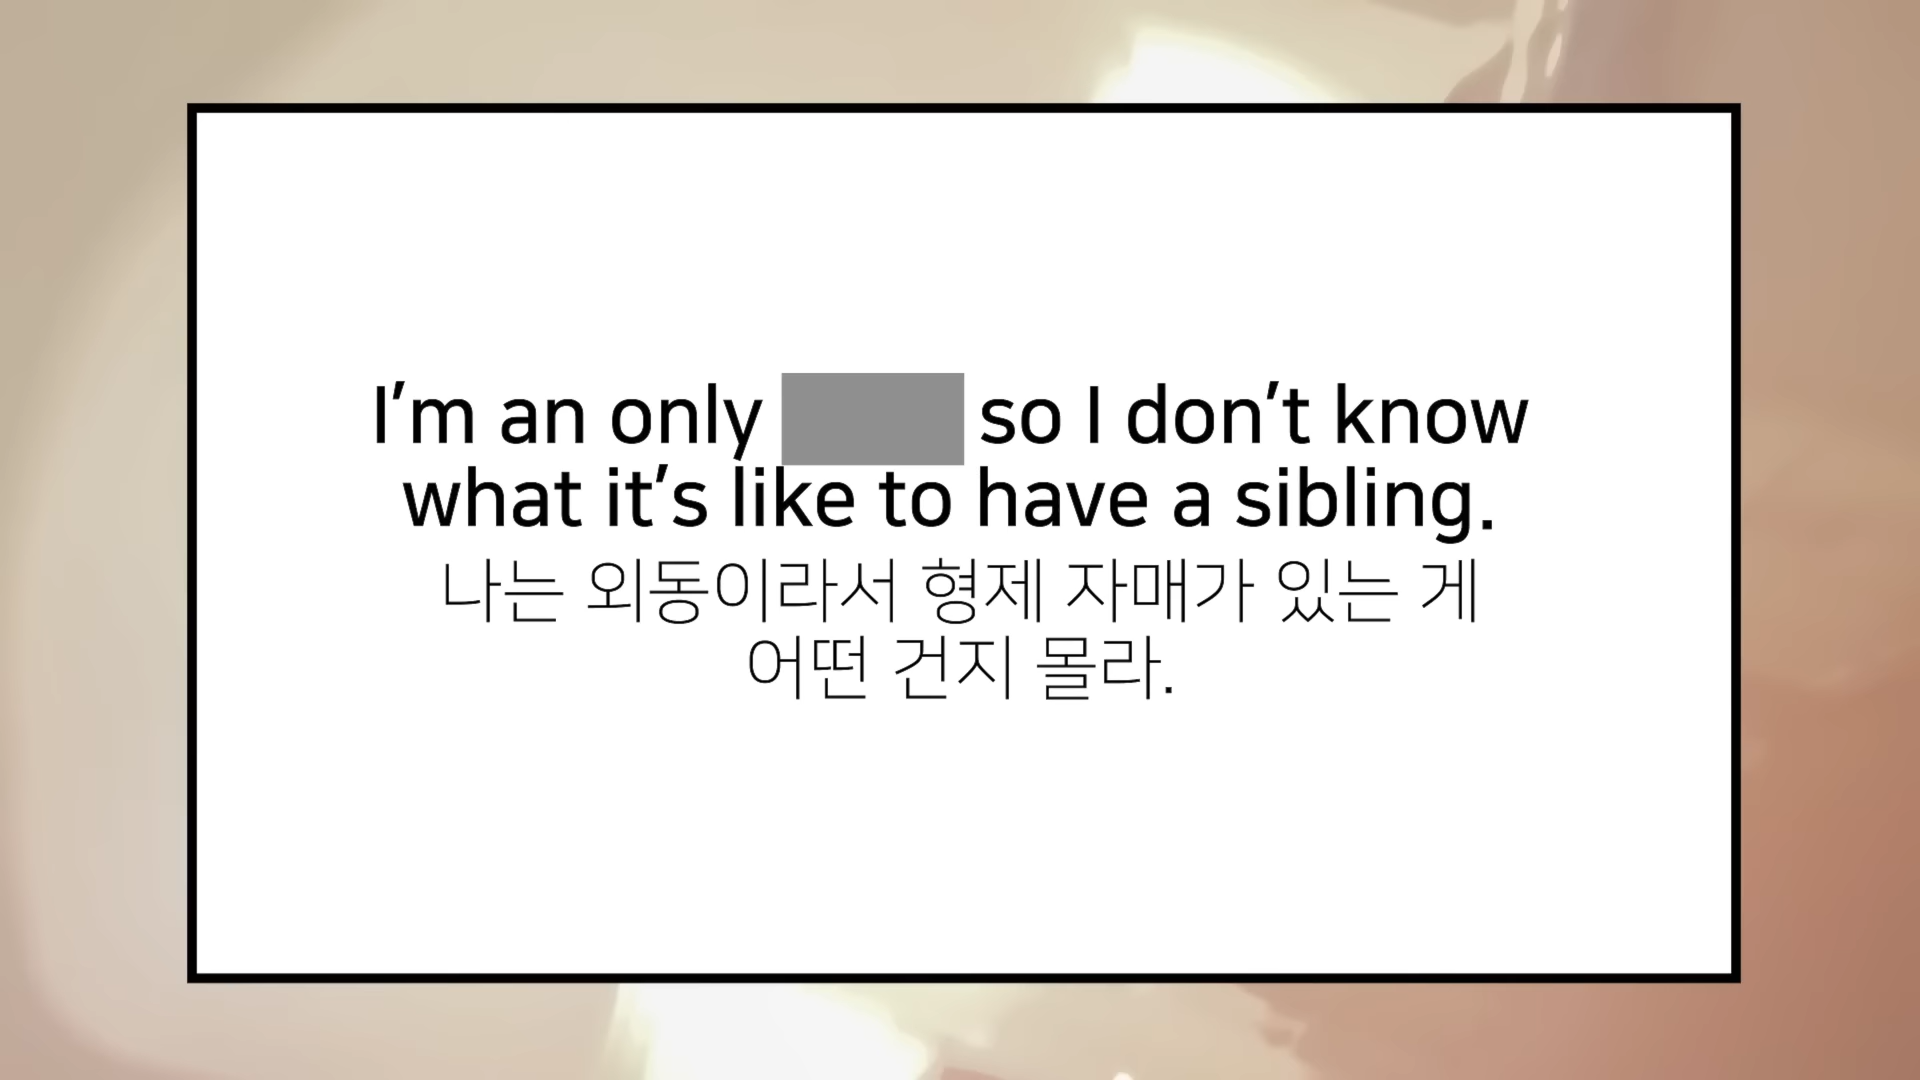 I'm an only so I don't know
what it's like to have a sibling.
나는 외동이라서 형제 자매가 있는 게
어떤 건지 몰라.